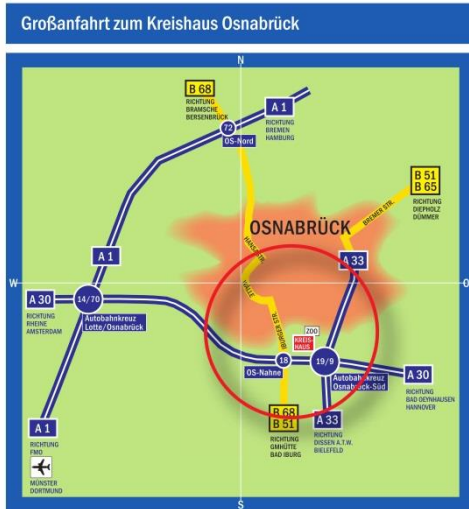 Großanfahrt zum Kreishaus Osnabrück
N
B 68
RICHTUNG
BRAMSCHE
BERSENBRÜCK
A 1
RICHTUNG
BREMEN
HAMBURG
72
OS-Nord
B 51
B 65
RICHTUNG
DIEPHOLZ
DÜMMER
BREMER STR.
OSNABRÜCK
HANSASTR.
A 1
A 33
W
O
A 30
14/70
RICHTUNG
RHEINE
AMSTERDAM
Autobahnkreuz
Lotte/Osnabrück
IBURGER STR.
ZOO
KREIS-
HAUS
18
19/9
OS-Nahne
Autobahnkreuz
Osnabrück-Süd
A 30
RICHTUNG
BAD OEYNHAUSEN
HANNOVER
A 1
RICHTUNG
FMO
MÜNSTER
DORTMUND
B 68
B 51
RICHTUNG
GMHÜTTE
BAD IBURG
A 33
RICHTUNG
DISSEN A.T.W.
BIELEFELD
S